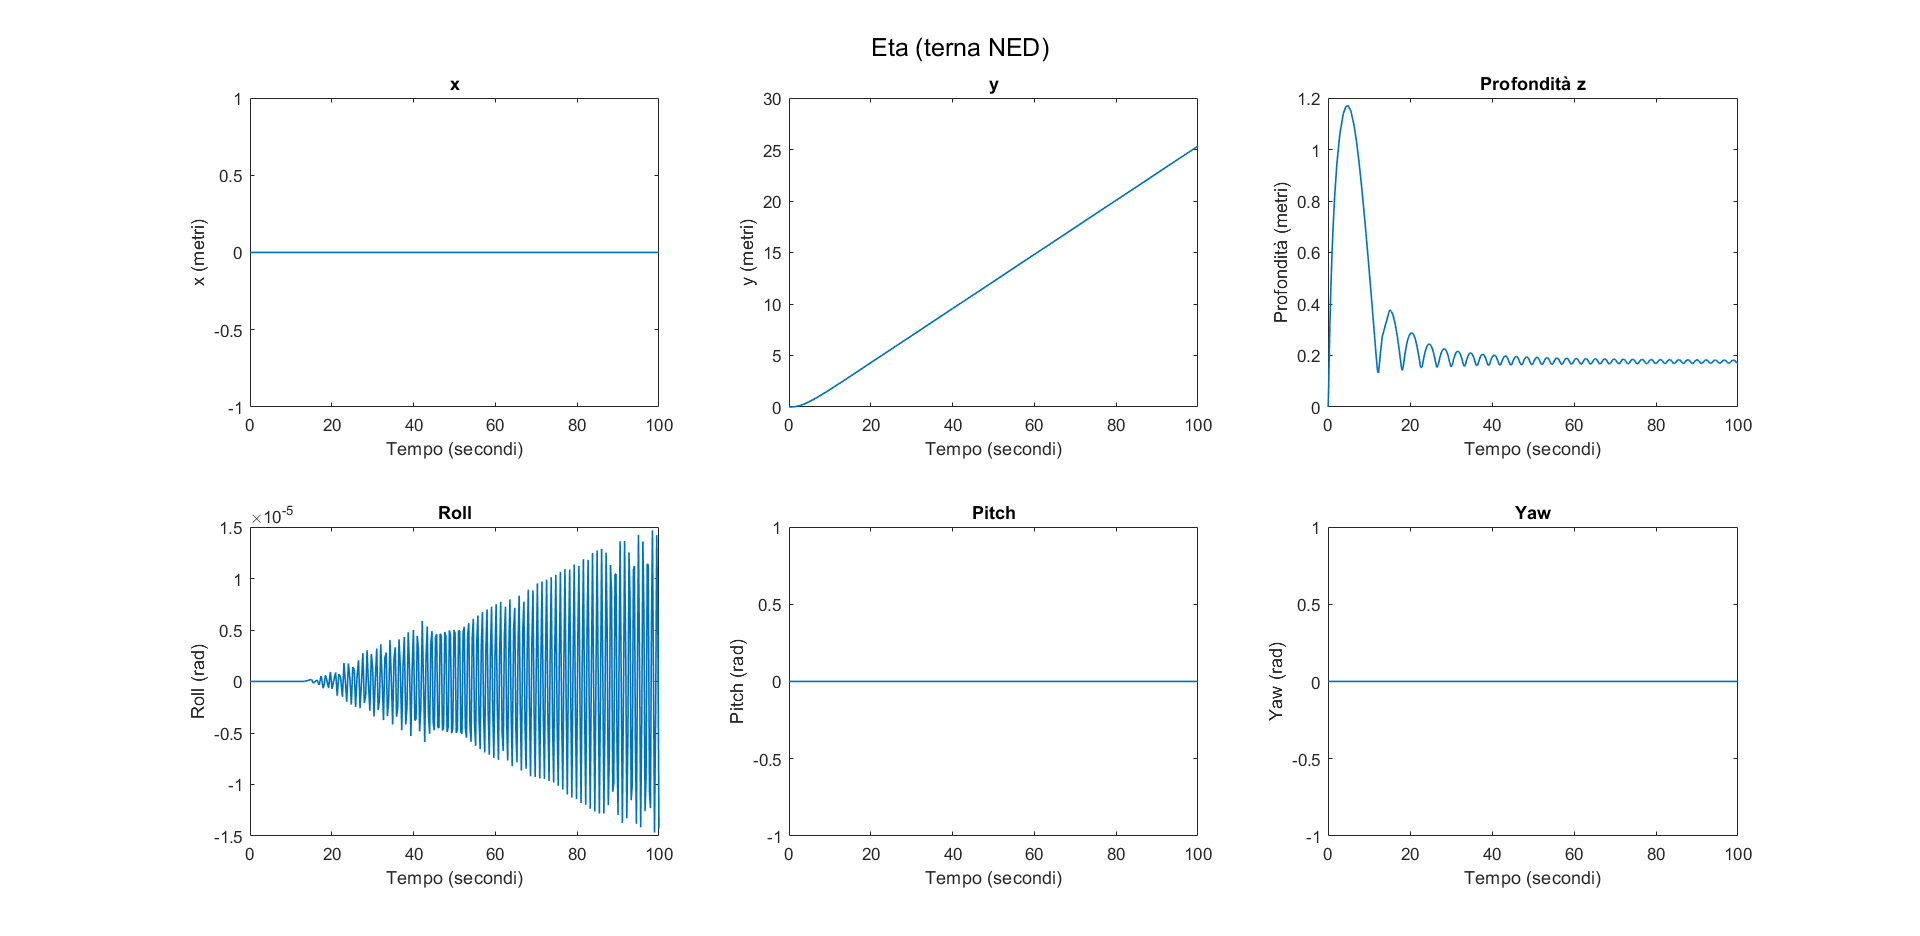 Eta (terna NED)
x
1
0.5
0
-0.5
-1
x (metri)
0 20 40 60 80 100
Tempo (secondi)
y
30
25
20
15
10
5
0
y (metri)
0 20 40 60 80 100
Tempo (secondi)
Profondità z
1.2
1
0.8
0.6
0.4
0.2
0
Profondità (metri)
0 20 40 60 80 100
Tempo (secondi)
Roll
×10-5
1.5
1
0.5
0
-0.5
-1
-1.5
Roll (rad)
0 20 40 60 80 100
Tempo (secondi)
Pitch
1
0.5
0
-0.5
-1
Pitch (rad)
0 20 40 60 80 100
Tempo (secondi)
Yaw
1
0.5
0
-0.5
-1
Yaw (rad)
0 20 40 60 80 100
Tempo (secondi)